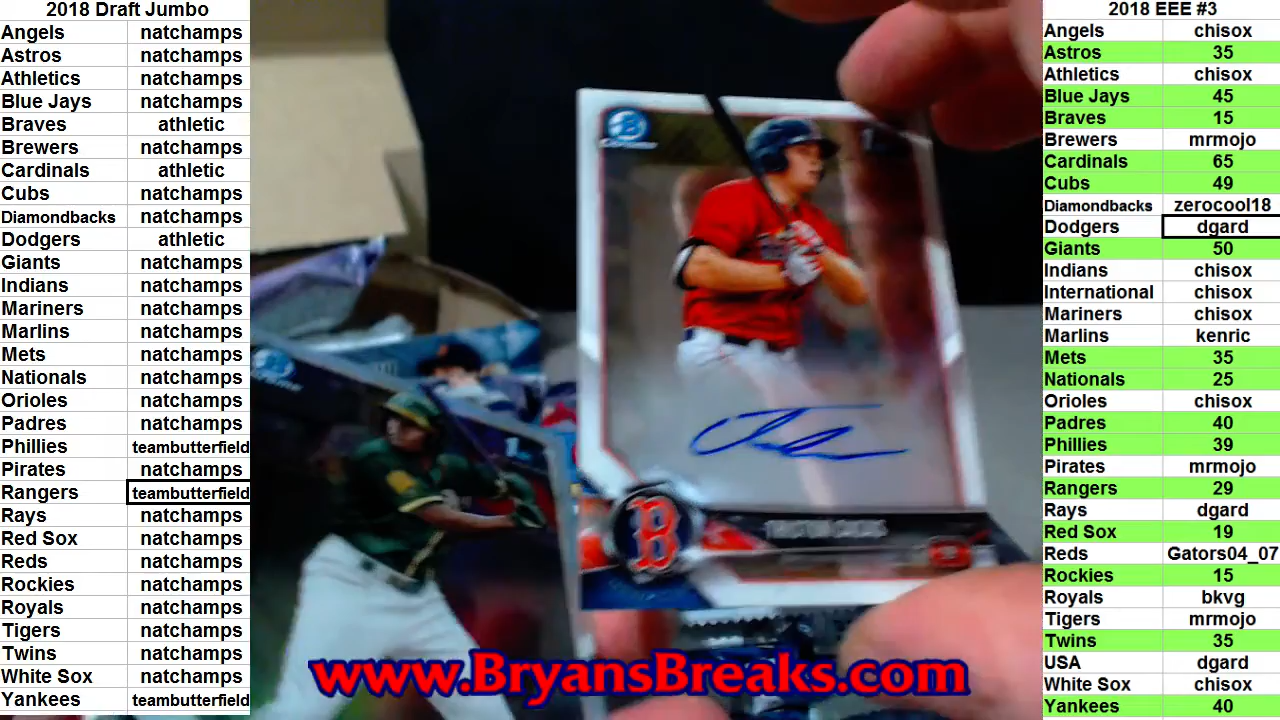 2018 Draft Jumbo
Angels natchamps
Astros natchamps
Athletics natchamps
Blue Jays natchamps
Braves athletic
Brewers natchamps
Cardinals athletic
Cubs natchamps
Diamondbacks natchamps
Dodgers athletic
Giants natchamps
Indians natchamps
Mariners natchamps
Marlins natchamps
Mets natchamps
Nationals natchamps
Orioles natchamps
Padres natchamps
Phillies teambutterfield
Pirates natchamps
Rangers teambutterfield
Rays natchamps
Red Sox natchamps
Reds natchamps
Rockies natchamps
Royals natchamps
Tigers natchamps
Twins natchamps
White Sox natchamps
Yankees teambutterfield
B
Chrome
B
www.BryansBreaks.com
2018 EEE #3
Angels chisox
Astros 35
Athletics chisox
Blue Jays 45
Braves 15
Brewers mrmojo
Cardinals 65
Cubs 49
Diamondbacks zerocool18
Dodgers dgard
Giants 50
Indians chisox
International chisox
Mariners chisox
Marlins kenric
Mets 35
Nationals 25
Orioles chisox
Padres 40
Phillies 39
Pirates mrmojo
Rangers 29
Rays dgard
Red Sox 19
Reds Gators04_07
Rockies 15
Royals bkvg
Tigers mrmojo
Twins 35
USA dgard
White Sox chisox
Yankees 40